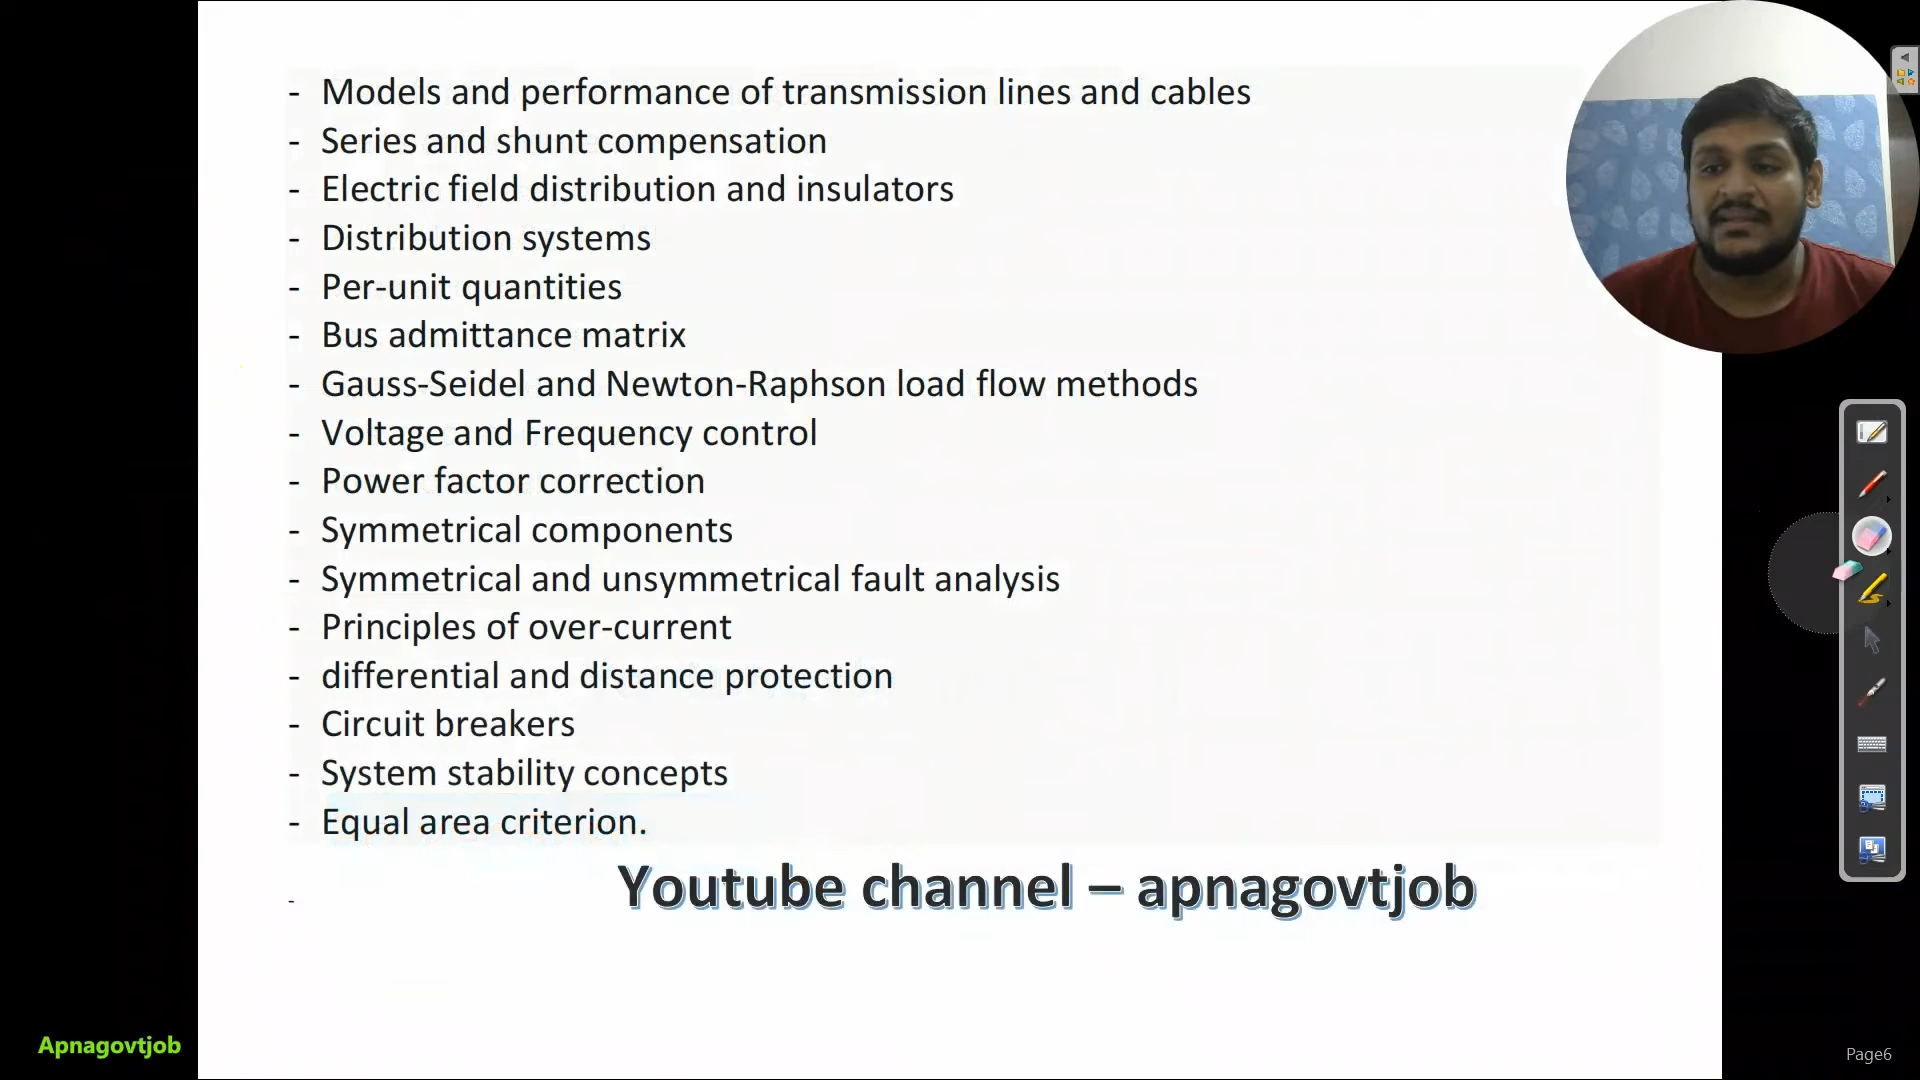 - Models and performance of transmission lines and cables
- Series and shunt compensation
- Electric field distribution and insulators
- Distribution systems
- Per-unit quantities
- Bus admittance matrix
- Gauss-Seidel and Newton-Raphson load flow methods
- Voltage and Frequency control
- Power factor correction
- Symmetrical components
- Symmetrical and unsymmetrical fault analysis
- Principles of over-current
- differential and distance protection
- Circuit breakers
- System stability concepts
- Equal area criterion.
- Youtube channel – apnagovtjob
Apnagovtjob
Page6